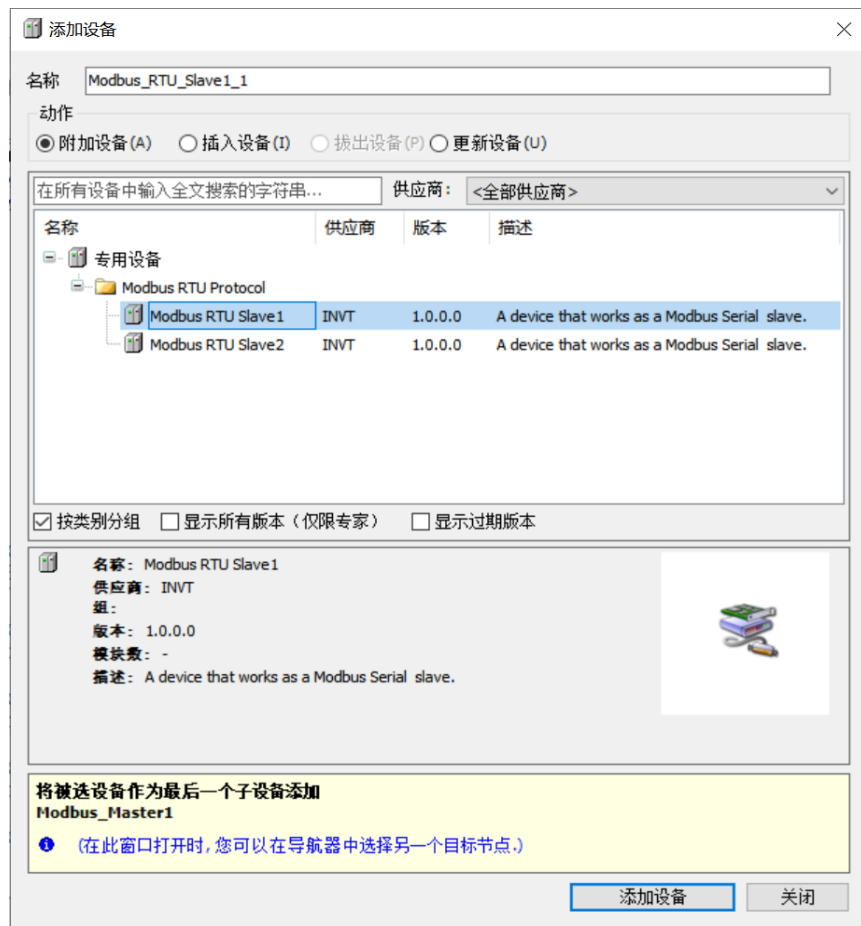 添加设备
名称 Modbus_RTU_Slave1_1
动作
附加设备(A) 插入设备(I) 拔出设备(P) 更新设备(U)
在所有设备中输入全文搜索的字符串... 供应商: <全部供应商>
名称 供应商 版本 描述
专用设备
Modbus RTU Protocol
Modbus RTU Slave1 INVT 1.0.0.0 A device that works as a Modbus Serial slave.
Modbus RTU Slave2 INVT 1.0.0.0 A device that works as a Modbus Serial slave.
按类别分组 显示所有版本(仅限专家) 显示过期版本
名称: Modbus RTU Slave1
供应商: INVT
组:
版本: 1.0.0.0
模块数: -
描述: A device that works as a Modbus Serial slave.
将被选设备作为最后一个子设备添加
Modbus_Master1
(在此窗口打开时,您可以在导航器中选择另一个目标节点.)
添加设备 关闭